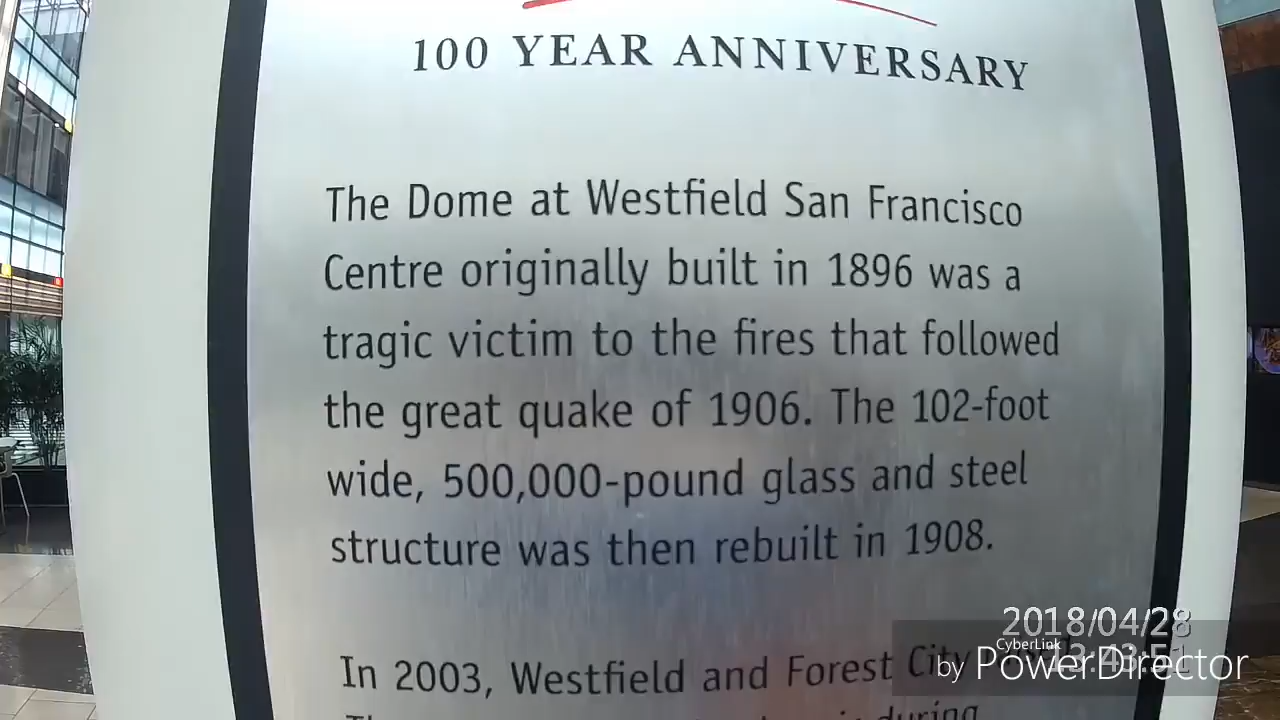 100 YEAR ANNIVERSARY
The Dome at Westfield San Francisco
Centre originally built in 1896 was a
tragic victim to the fires that followed
the great quake of 1906. The 102-foot
wide, 500,000-pound glass and steel
structure was then rebuilt in 1908.
2018/04/28
In 2003, Westfield and Forest City
CyberLink
by PowerDirector
during